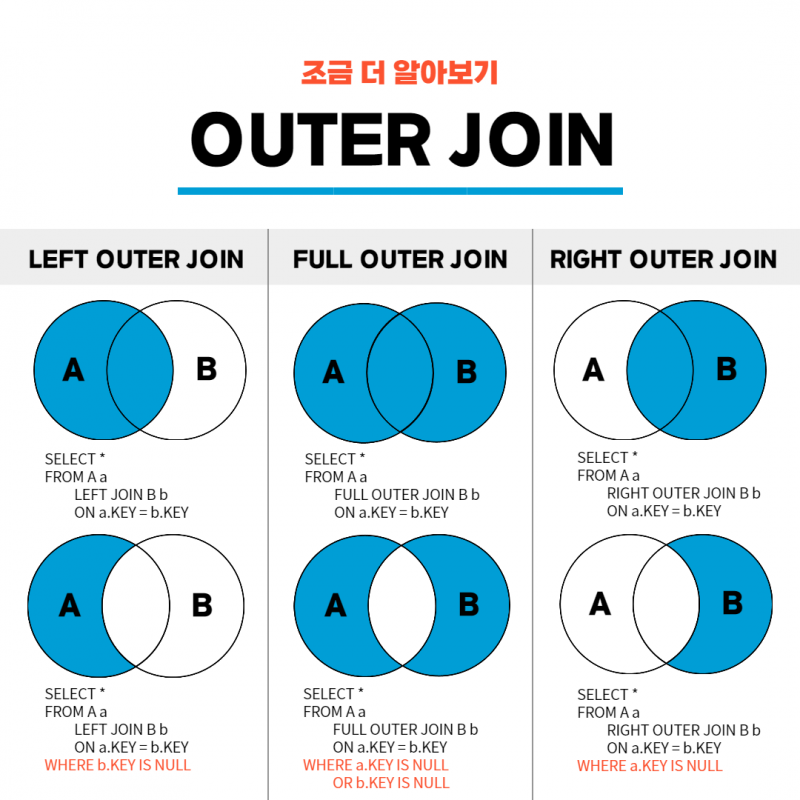 조금 더 알아보기
OUTER JOIN
LEFT OUTER JOIN
A
B
SELECT *
FROM A a
LEFT JOIN B b
ON a.KEY = b.KEY
A
B
SELECT *
FROM A a
LEFT JOIN B b
ON a.KEY = b.KEY
WHERE b.KEY IS NULL
FULL OUTER JOIN
A
B
SELECT *
FROM A a
FULL OUTER JOIN B b
ON a.KEY = b.KEY
A
B
SELECT *
FROM A a
FULL OUTER JOIN B b
ON a.KEY = b.KEY
WHERE a.KEY IS NULL
OR b.KEY IS NULL
RIGHT OUTER JOIN
A
B
SELECT *
FROM A a
RIGHT OUTER JOIN B b
ON a.KEY = b.KEY
A
B
SELECT *
FROM A a
RIGHT OUTER JOIN B b
ON a.KEY = b.KEY
WHERE a.KEY IS NULL